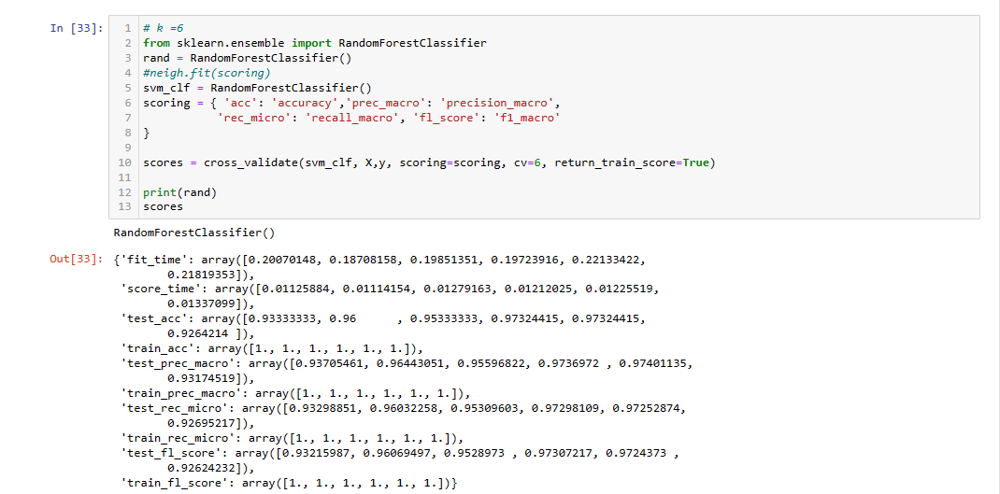 In [33]:
1 # k =6
2 from sklearn.ensemble import RandomForestClassifier
3 rand = RandomForestClassifier()
4 #neigh.fit(scoring)
5 svm_clf = RandomForestClassifier()
6 scoring = { 'acc': 'accuracy','prec_macro': 'precision_macro',
7            'rec_micro': 'recall_macro', 'fl_score': 'f1_macro'
8 }
9
10 scores = cross_validate(svm_clf, X,y, scoring=scoring, cv=6, return_train_score=True)
11
12 print(rand)
13 scores
RandomForestClassifier()
Out[33]: {'fit_time': array([0.20070148, 0.18708158, 0.19851351, 0.19723916, 0.22133422,
        0.21819353]),
 'score_time': array([0.01125884, 0.01114154, 0.01279163, 0.01212025, 0.01225519,
        0.01337099]),
 'test_acc': array([0.93333333, 0.96      , 0.95333333, 0.97324415, 0.97324415,
        0.9264214 ]),
 'train_acc': array([1., 1., 1., 1., 1., 1.]),
 'test_prec_macro': array([0.93705461, 0.96443051, 0.95596822, 0.9736972 , 0.97401135,
        0.93174519]),
 'train_prec_macro': array([1., 1., 1., 1., 1., 1.]),
 'test_rec_micro': array([0.93298851, 0.96032258, 0.95309603, 0.97298109, 0.97252874,
        0.92695217]),
 'train_rec_micro': array([1., 1., 1., 1., 1., 1.]),
 'test_fl_score': array([0.93215987, 0.96069497, 0.9528973 , 0.97307217, 0.9724373 ,
        0.92624232]),
 'train_fl_score': array([1., 1., 1., 1., 1., 1.])}